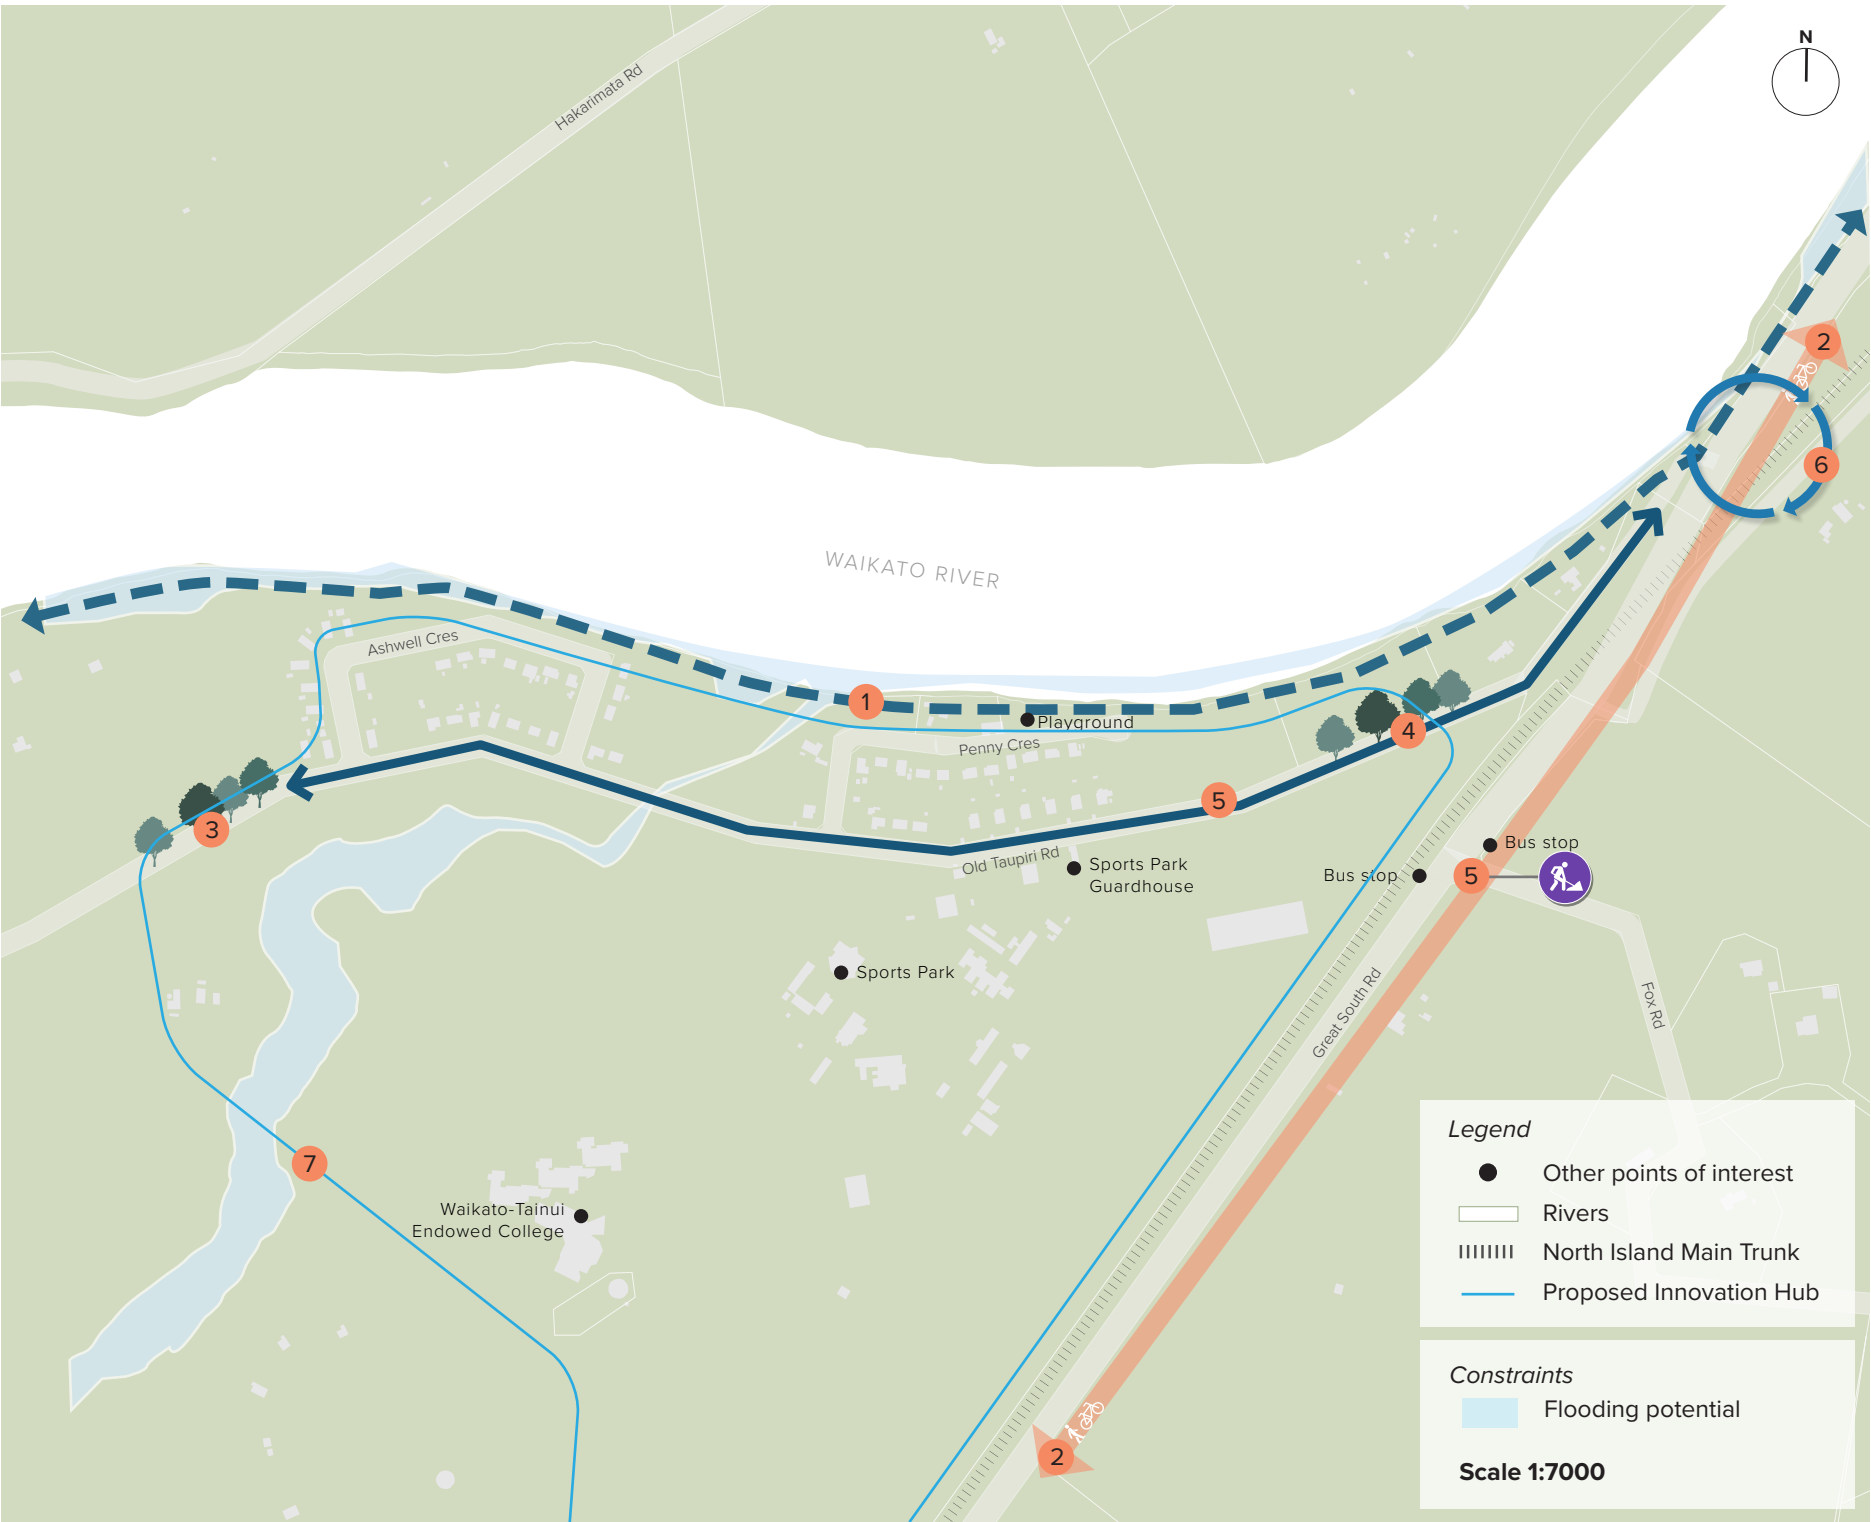 N
Hakarimata Rd
2
6
WAIKATO RIVER
Ashwell Cres
1
Playground
Penny Cres
4
3
5
Old Taupiri Rd
Sports Park
Guardhouse
Bus stop
Bus stop
5
Sports Park
Great South Rd
Fox Rd
7
Waikato-Tainui
Endowed College
2
Legend
Other points of interest
Rivers
North Island Main Trunk
Proposed Innovation Hub
Constraints
Flooding potential
Scale 1:7000